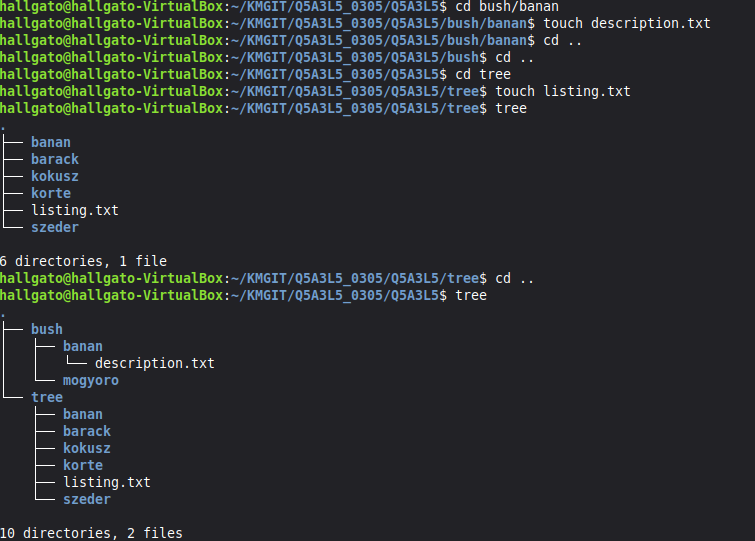 hallgato@hallgato-VirtualBox:~/KMGIT/Q5A3L5_0305/Q5A3L5$ cd bush/banan
hallgato@hallgato-VirtualBox:~/KMGIT/Q5A3L5_0305/Q5A3L5/bush/banan$ touch description.txt
hallgato@hallgato-VirtualBox:~/KMGIT/Q5A3L5_0305/Q5A3L5/bush/banan$ cd ..
hallgato@hallgato-VirtualBox:~/KMGIT/Q5A3L5_0305/Q5A3L5/bush$ cd ..
hallgato@hallgato-VirtualBox:~/KMGIT/Q5A3L5_0305/Q5A3L5$ cd tree
hallgato@hallgato-VirtualBox:~/KMGIT/Q5A3L5_0305/Q5A3L5/tree$ touch listing.txt
hallgato@hallgato-VirtualBox:~/KMGIT/Q5A3L5_0305/Q5A3L5/tree$ tree
.
├── banan
├── barack
├── kokusz
├── korte
├── listing.txt
└── szeder

6 directories, 1 file
hallgato@hallgato-VirtualBox:~/KMGIT/Q5A3L5_0305/Q5A3L5/tree$ cd ..
hallgato@hallgato-VirtualBox:~/KMGIT/Q5A3L5_0305/Q5A3L5$ tree
.
├── bush
│   ├── banan
│   │   └── description.txt
│   └── mogyoro
└── tree
    ├── banan
    ├── barack
    ├── kokusz
    ├── korte
    ├── listing.txt
    └── szeder

10 directories, 2 files